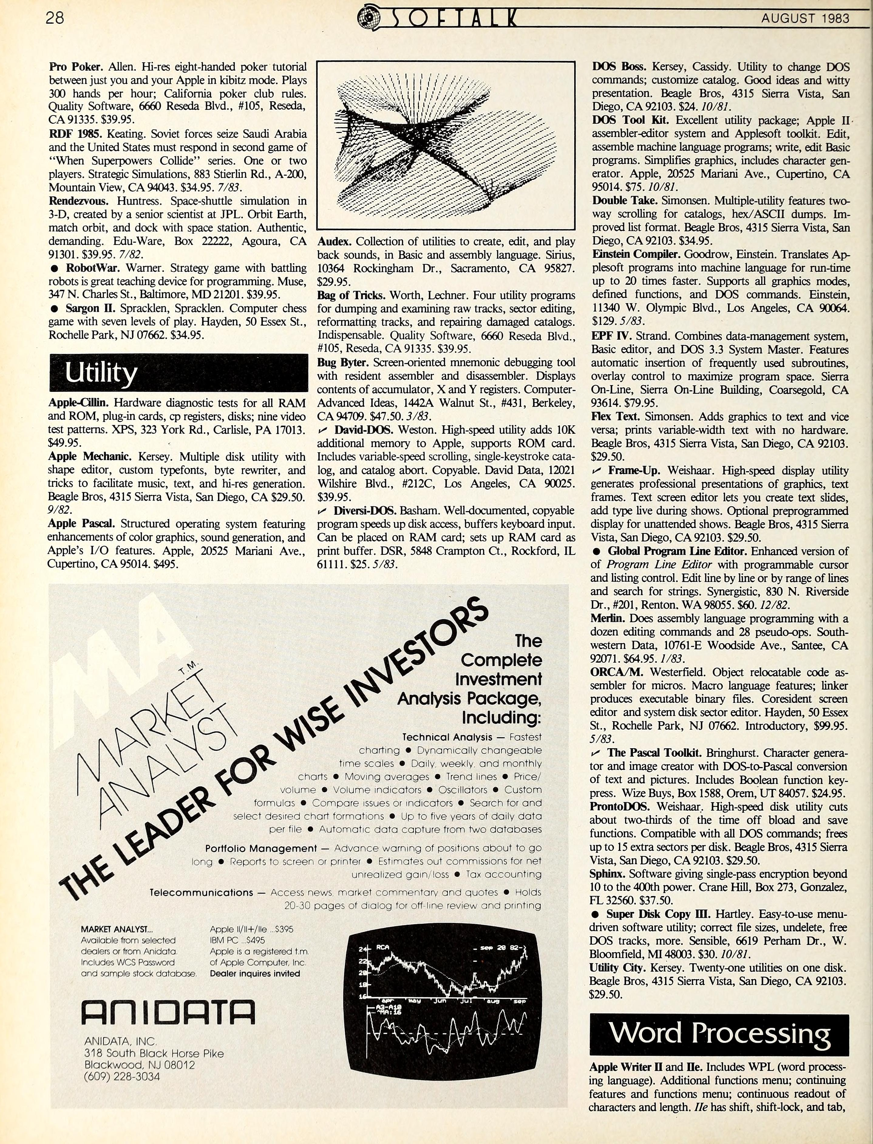 28
SOFTALK
AUGUST 1983
Pro Poker. Allen. Hi-res eight-handed poker tutorial
between just you and your Apple in kibitz mode. Plays
300 hands per hour; California poker club rules.
Quality Software, 6660 Reseda Blvd., #105, Reseda,
CA 91335. $39.95.
RDF 1985. Keating. Soviet forces seize Saudi Arabia
and the United States must respond in second game of
"When Superpowers Collide" series. One or two
players. Strategic Simulations, 883 Stierlin Rd., A-200,
Mountain View, CA 94043. $34.95. 7/83.
Rendezvous. Huntress. Space-shuttle simulation in
3-D, created by a senior scientist at JPL. Orbit Earth,
match orbit, and dock with space station. Authentic,
demanding. Edu-Ware, Box 22222, Agoura, CA
91301. $39.95. 7/82.
● RobotWar. Warner. Strategy game with battling
robots is great teaching device for programming. Muse,
347 N. Charles St., Baltimore, MD 21201. $39.95.
● Sargon II. Spracklen, Spracklen. Computer chess
game with seven levels of play. Hayden, 50 Essex St.,
Rochelle Park, NJ 07662. $34.95.
Utility
Apple-Cillin. Hardware diagnostic tests for all RAM
and ROM, plug-in cards, cp registers, disks; nine video
test patterns. XPS, 323 York Rd., Carlisle, PA 17013.
$49.95.
Apple Mechanic. Kersey. Multiple disk utility with
shape editor, custom typefonts, byte rewriter, and
tricks to facilitate music, text, and hi-res generation.
Beagle Bros, 4315 Sierra Vista, San Diego, CA $29.50.
9/82.
Apple Pascal. Structured operating system featuring
enhancements of color graphics, sound generation, and
Apple's I/O features. Apple, 20525 Mariani Ave.,
Cupertino, CA 95014. $495.
Audex. Collection of utilities to create, edit, and play
back sounds, in Basic and assembly language. Sirius,
10364 Rockingham Dr., Sacramento, CA 95827.
$29.95.
Bag of Tricks. Worth, Lechner. Four utility programs
for dumping and examining raw tracks, sector editing,
reformatting tracks, and repairing damaged catalogs.
Indispensable. Quality Software, 6660 Reseda Blvd.,
#105, Reseda, CA 91335. $39.95.
Bug Byter. Screen-oriented mnemonic debugging tool
with resident assembler and disassembler. Displays
contents of accumulator, X and Y registers. Computer-
Advanced Ideas, 1442A Walnut St., #431, Berkeley,
CA 94709. $47.50. 3/83.
✓ David-DOS. Weston. High-speed utility adds 10K
additional memory to Apple, supports ROM card.
Includes variable-speed scrolling, single-keystroke cata-
log, and catalog abort. Copyable. David Data, 12021
Wilshire Blvd., #212C, Los Angeles, CA 90025.
$39.95.
✓ Diversi-DOS. Basham. Well-documented, copyable
program speeds up disk access, buffers keyboard input.
Can be placed on RAM card; sets up RAM card as
print buffer. DSR, 5848 Crampton Ct., Rockford, IL
61111. $25. 5/83.
DOS Boss. Kersey, Cassidy. Utility to change DOS
commands; customize catalog. Good ideas and witty
presentation. Beagle Bros, 4315 Sierra Vista, San
Diego, CA 92103. $24. 10/81.
DOS Tool Kit. Excellent utility package; Apple II
assembler-editor system and Applesoft toolkit. Edit,
assemble machine language programs; write, edit Basic
programs. Simplifies graphics, includes character gen-
erator. Apple, 20525 Mariani Ave., Cupertino, CA
95014. $75. 10/81.
Double Take. Simonsen. Multiple-utility features two-
way scrolling for catalogs, hex/ASCII dumps. Im-
proved list format. Beagle Bros, 4315 Sierra Vista, San
Diego, CA 92103. $34.95.
Einstein Compiler. Goodrow, Einstein. Translates Ap-
plesoft programs into machine language for run-time
up to 20 times faster. Supports all graphics modes,
defined functions, and DOS commands. Einstein,
11340 W. Olympic Blvd., Los Angeles, CA 90064.
$129. 5/83.
EPF IV. Strand. Combines data-management system,
Basic editor, and DOS 3.3 System Master. Features
automatic insertion of frequently used subroutines,
overlay control to maximize program space. Sierra
On-Line, Sierra On-Line Building, Coarsegold, CA
93614. $79.95.
Flex Text. Simonsen. Adds graphics to text and vice
versa; prints variable-width text with no hardware.
Beagle Bros, 4315 Sierra Vista, San Diego, CA 92103.
$29.50.
✓ Frame-Up. Weishaar. High-speed display utility
generates professional presentations of graphics, text
frames. Text screen editor lets you create text slides,
add type live during shows. Optional preprogrammed
display for unattended shows. Beagle Bros, 4315 Sierra
Vista, San Diego, CA 92103. $29.50.
● Global Program Line Editor. Enhanced version of
of Program Line Editor with programmable cursor
and listing control. Edit line by line or by range of lines
and search for strings. Synergistic, 830 N. Riverside
Dr., #201, Renton, WA 98055. $60. 12/82.
Merlin. Does assembly language programming with a
dozen editing commands and 28 pseudo-ops. South-
western Data, 10761-E Woodside Ave., Santee, CA
92071. $64.95. 1/83.
ORCA/M. Westerfield. Object relocatable code as-
sembler for micros. Macro language features; linker
produces executable binary files. Coresident screen
editor and system disk sector editor. Hayden, 50 Essex
St., Rochelle Park, NJ 07662. Introductory, $99.95.
5/83.
✓ The Pascal Toolkit. Bringhurst. Character genera-
tor and image creator with DOS-to-Pascal conversion
of text and pictures. Includes Boolean function key-
press. Wize Buys, Box 1588, Orem, UT 84057. $24.95.
ProntoDOS. Weishaar. High-speed disk utility cuts
about two-thirds of the time off bload and save
functions. Compatible with all DOS commands; frees
up to 15 extra sectors per disk. Beagle Bros, 4315 Sierra
Vista, San Diego, CA 92103. $29.50.
Sphinx. Software giving single-pass encryption beyond
10 to the 400th power. Crane Hill, Box 273, Gonzalez,
FL 32560. $37.95.
● Super Disk Copy III. Hartley. Easy-to-use menu-
driven software utility; correct file sizes, undelete, free
DOS tracks, more. Sensible, 6619 Perham Dr., W.
Bloomfield, MI 48003. $30. 10/81.
Utility City. Kersey. Twenty-one utilities on one disk.
Beagle Bros, 4315 Sierra Vista, San Diego, CA 92103.
$29.50.
Word Processing
Apple Writer II and IIe. Includes WPL (word process-
ing language). Additional functions menu; continuing
features and functions menu; continuous readout of
characters and length. IIe has shift, shift-lock, and tab,
MA
MARKET
ANALYST
T.M.
THE LEADER FOR WISE INVESTORS
The
Complete
Investment
Analysis Package,
Including:
Technical Analysis — Fastest
charting ● Dynamically changeable
time scales ● Daily, weekly, and monthly
charts ● Moving averages ● Trend lines ● Price/
volume ● Volume indicators ● Oscillators ● Custom
formulas ● Compare issues or indicators ● Search for and
select desired chart formations ● Up to five years of daily data
per file ● Automatic data capture from two databases
Portfolio Management — Advance warning of positions about to go
long ● Reports to screen or printer ● Estimates out commissions for net
unrealized gain/loss ● Tax accounting
Telecommunications — Access news, market commentary and quotes ● Holds
20-30 pages of dialog for off-line review and printing
MARKET ANALYST...
Available from selected
dealers or from Anidata.
Includes WCS Password
and sample stock database.
Apple II/II+/IIe ...$395
IBM PC ...$495
Apple is a registered t.m.
of Apple Computer, Inc.
Dealer inquires invited
ANIDATA
ANIDATA, INC.
318 South Black Horse Pike
Blackwood, NJ 08012
(609) 228-3034
RCA
sep 20 82
24
22
20
18
16
apr may jun jul aug sep
A3-A10
MA:16